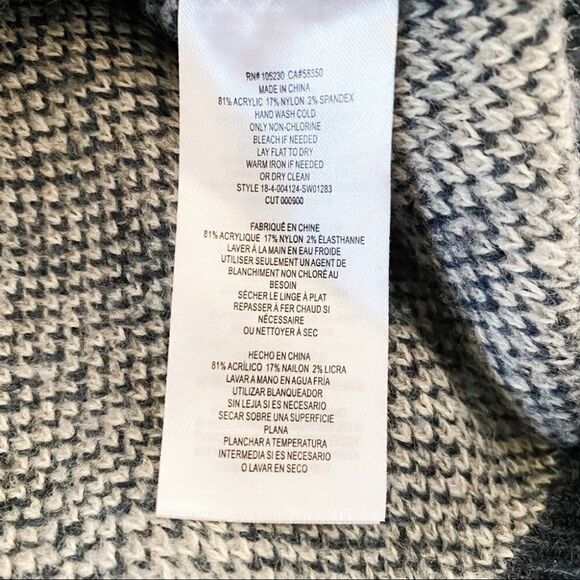 RN# 105230 CA#58350
MADE IN CHINA
81% ACRYLIC 17% NYLON 2% SPANDEX
HAND WASH COLD
ONLY NON-CHLORINE
BLEACH IF NEEDED
LAY FLAT TO DRY
WARM IRON IF NEEDED
OR DRY CLEAN
STYLE 18-4-004124-SW01283
CUT 000900
FABRIQUÉ EN CHINE
81% ACRYLIQUE 17% NYLON 2% ÉLASTHANNE
LAVER À LA MAIN EN EAU FROIDE
UTILISER SEULEMENT UN AGENT DE
BLANCHIMENT NON CHLORÉ AU
BESOIN
SÉCHER LE LINGE À PLAT
REPASSER À FER CHAUD SI
NÉCESSAIRE
OU NETTOYER À SEC
HECHO EN CHINA
81% ACRÍLICO 17% NAILON 2% LICRA
LAVAR A MANO EN AGUA FRÍA
UTILIZAR BLANQUEADOR
SIN LEJIA SI ES NECESARIO
SECAR SOBRE UNA SUPERFICIE
PLANA
PLANCHAR A TEMPERATURA
INTERMEDIA SI ES NECESARIO
O LAVAR EN SECO